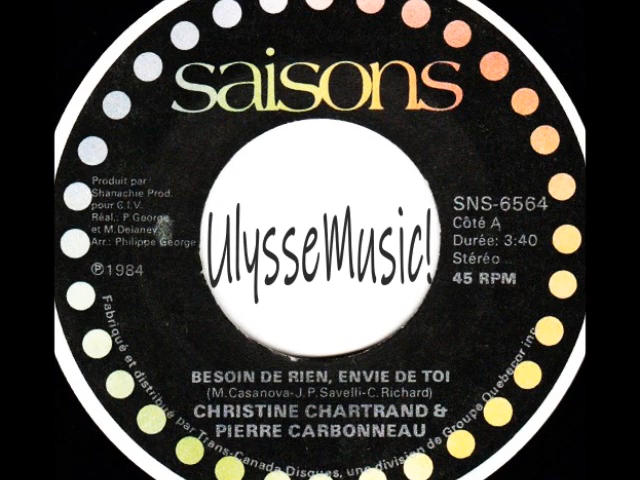 saisons
Produit par
Shanachie Prod.
pour C.I.V.
Réal.: P. George
et M. Delaney
Arr.: Philippe George
℗1984
UlysseMusic!
SNS-6564
Côté A
Durée: 3:40
Stéréo
45 RPM
BESOIN DE RIEN, ENVIE DE TOI
(M. Casanova-J.P. Savelli-C. Richard)
CHRISTINE CHARTRAND &
PIERRE CARBONNEAU
Fabriqué et distribué par Trans-Canada Disques, une division de Groupe Quebecor inc.